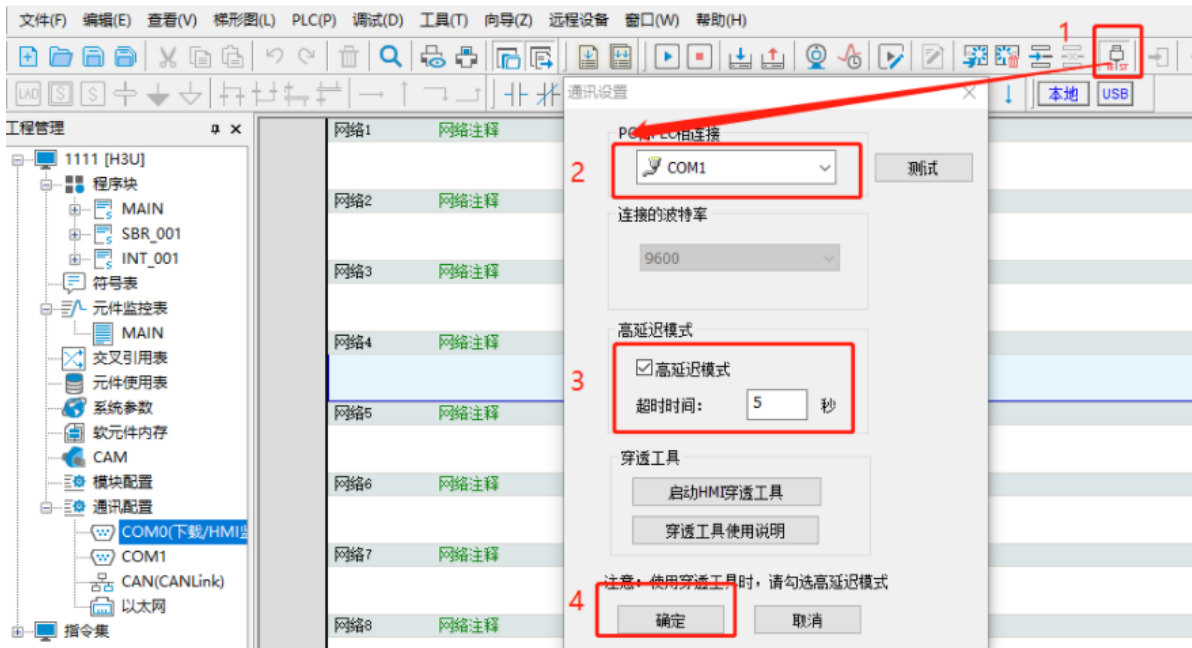 文件(F) 编辑(E) 查看(V) 梯形图(L) PLC(P) 调试(D) 工具(T) 向导(Z) 远程设备 窗口(W) 帮助(H)
1
LAD S S 本地 USB
工程管理
1111 [H3U]
程序块
MAIN
SBR_001
INT_001
符号表
元件监控表
MAIN
交叉引用表
元件使用表
系统参数
软元件内存
CAM
模块配置
通讯配置
COM0(下载/HMI
COM1
CAN(CANLink)
以太网
指令集
网络1 网络注释
网络2 网络注释
网络3 网络注释
网络4 网络注释
网络5 网络注释
网络6 网络注释
网络7 网络注释
网络8 网络注释
通讯设置
PC和PLC相连接
2 COM1 测试
连接的波特率
9600
高延迟模式
高延迟模式
3
超时时间: 5 秒
穿透工具
启动HMI穿透工具
穿透工具使用说明
注意:使用穿透工具时,请勾选高延迟模式
4 确定 取消